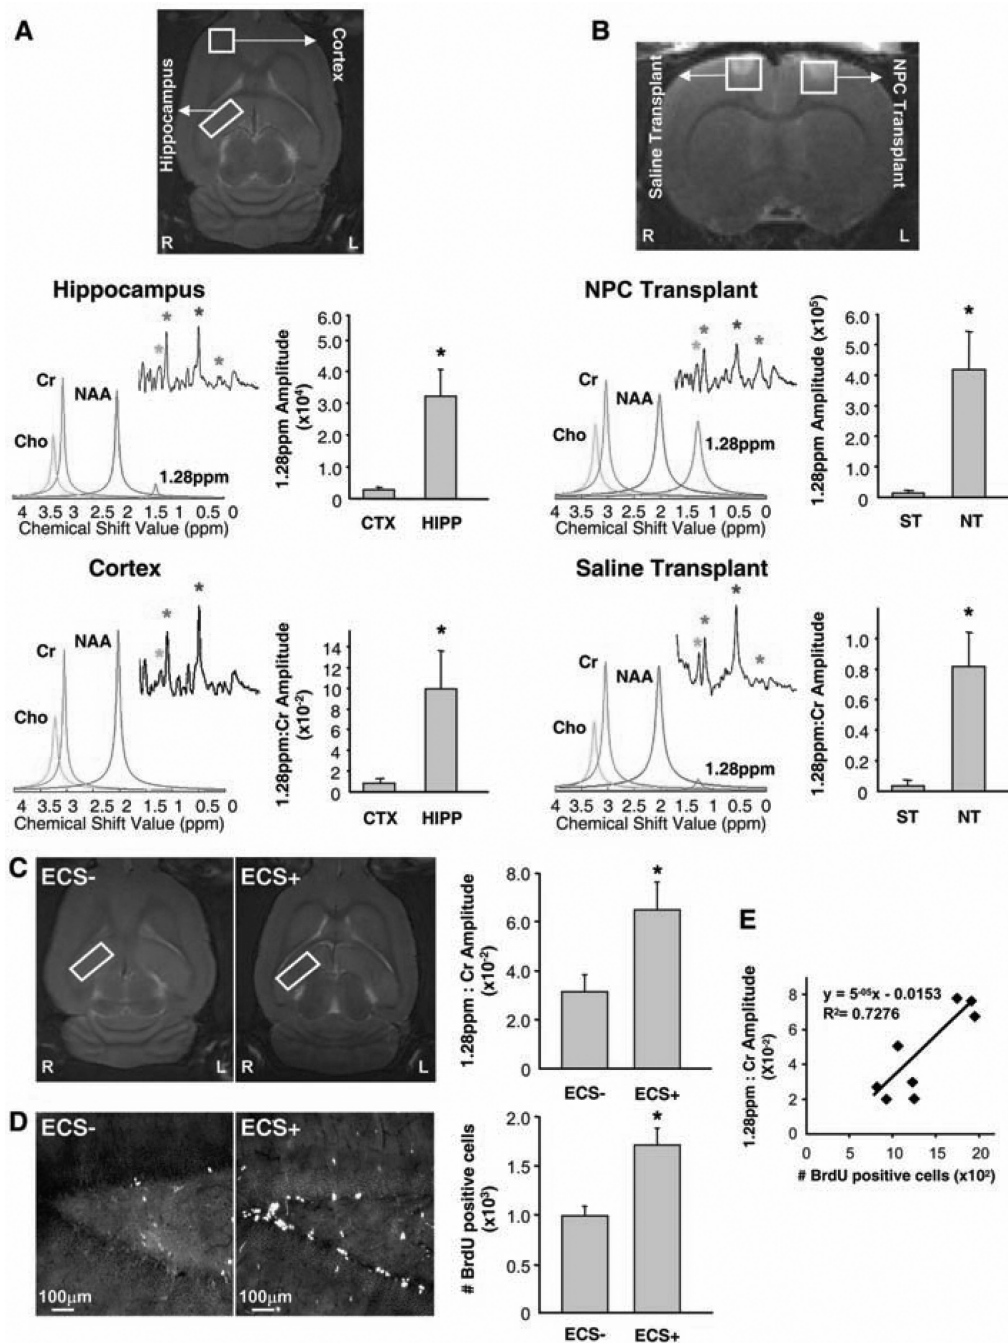 A
Cortex
Hippocampus
R
L
B
Saline Transplant
NPC Transplant
R
L
Hippocampus
*
*
*
*
Cr
NAA
Cho
1.28ppm
4 3.5 3 2.5 2 1.5 1 0.5 0
Chemical Shift Value (ppm)
1.28ppm Amplitude
(x10⁴)
6.0
5.0
4.0
3.0
2.0
1.0
0
*
CTX HIPP
NPC Transplant
*
*
*
*
Cr
NAA
Cho
1.28ppm
4 3.5 3 2.5 2 1.5 1 0.5 0
Chemical Shift Value (ppm)
1.28ppm Amplitude (x10⁵)
6.0
5.0
4.0
3.0
2.0
1.0
0
*
ST NT
Cortex
*
*
*
Cr
NAA
Cho
4 3.5 3 2.5 2 1.5 1 0.5 0
Chemical Shift Value (ppm)
1.28ppm:Cr Amplitude
(x10⁻²)
14
12
10
8
6
4
2
0
*
CTX HIPP
Saline Transplant
*
*
*
*
Cr
NAA
Cho
1.28ppm
4 3.5 3 2.5 2 1.5 1 0.5 0
Chemical Shift Value (ppm)
1.28ppm:Cr Amplitude
1.0
0.8
0.6
0.4
0.2
0.0
*
ST NT
C
ECS-
R
L
ECS+
R
L
1.28ppm : Cr Amplitude
(x10⁻²)
8.0
6.0
4.0
2.0
0
*
ECS- ECS+
D
ECS-
100µm
ECS+
100µm
# BrdU positive cells
(x10³)
2.0
1.5
1.0
0.5
0
*
ECS- ECS+
E
1.28ppm : Cr Amplitude
(X10⁻²)
8
6
4
2
0
y = 5⁻⁰⁵x - 0.0153
R²= 0.7276
0 5 10 15 20
# BrdU positive cells (x10²)